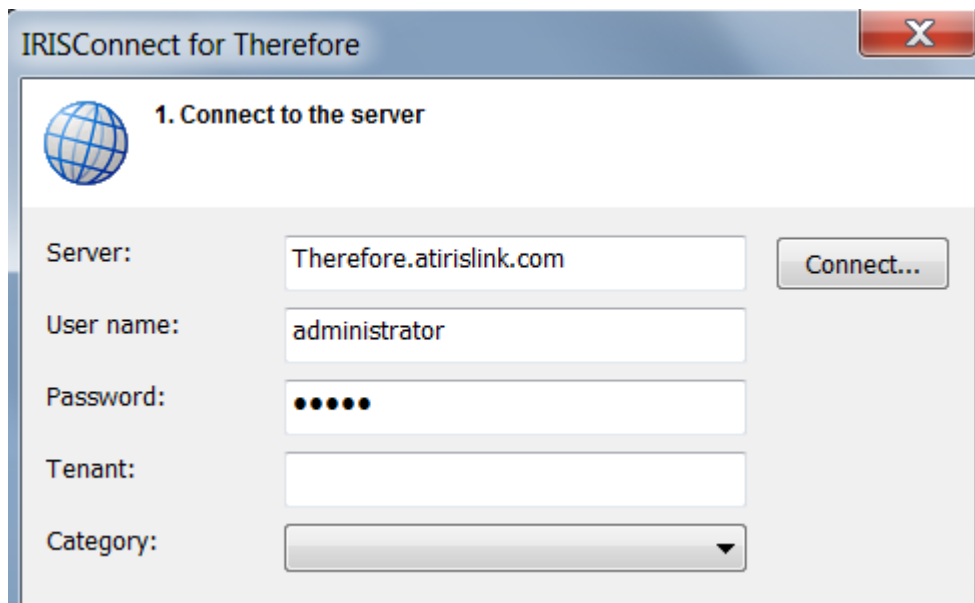 IRISConnect for Therefore
1. Connect to the server
Server: Therefore.atirislink.com Connect...
User name: administrator
Password: •••••
Tenant:
Category: